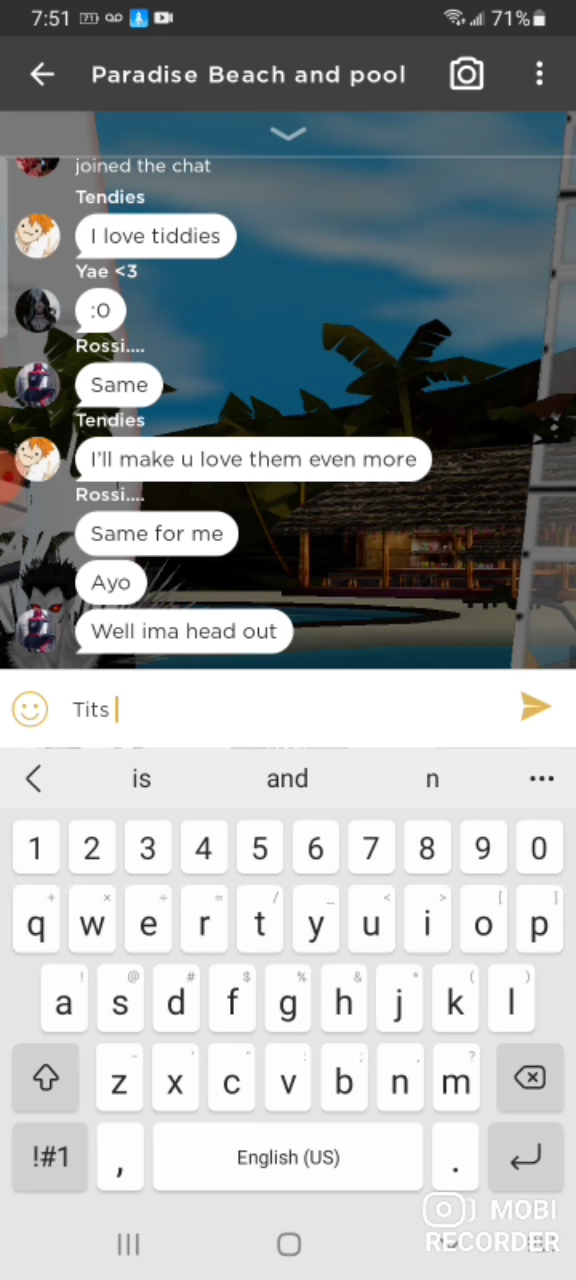 7:51 71 71%
Paradise Beach and pool
joined the chat
Tendies
I love tiddies
Yae <3
:0
Rossi....
Same
Tendies
I'll make u love them even more
Rossi....
Same for me
Ayo
Well ima head out
Tits
is and n ...
1 2 3 4 5 6 7 8 9 0
+ × ÷ = / _ < > [ ]
q w e r t y u i o p
! @ # $ % & * ( )
a s d f g h j k l
- ' " : ; , ?
z x c v b n m
!#1 , English (US) .
MOBI
RECORDER